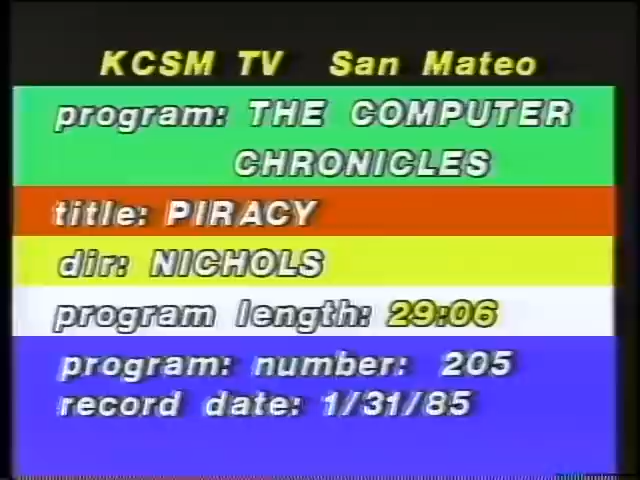 KCSM TV San Mateo
program: THE COMPUTER
CHRONICLES
title: PIRACY
dir: NICHOLS
program length: 29:06
program: number: 205
record date: 1/31/85